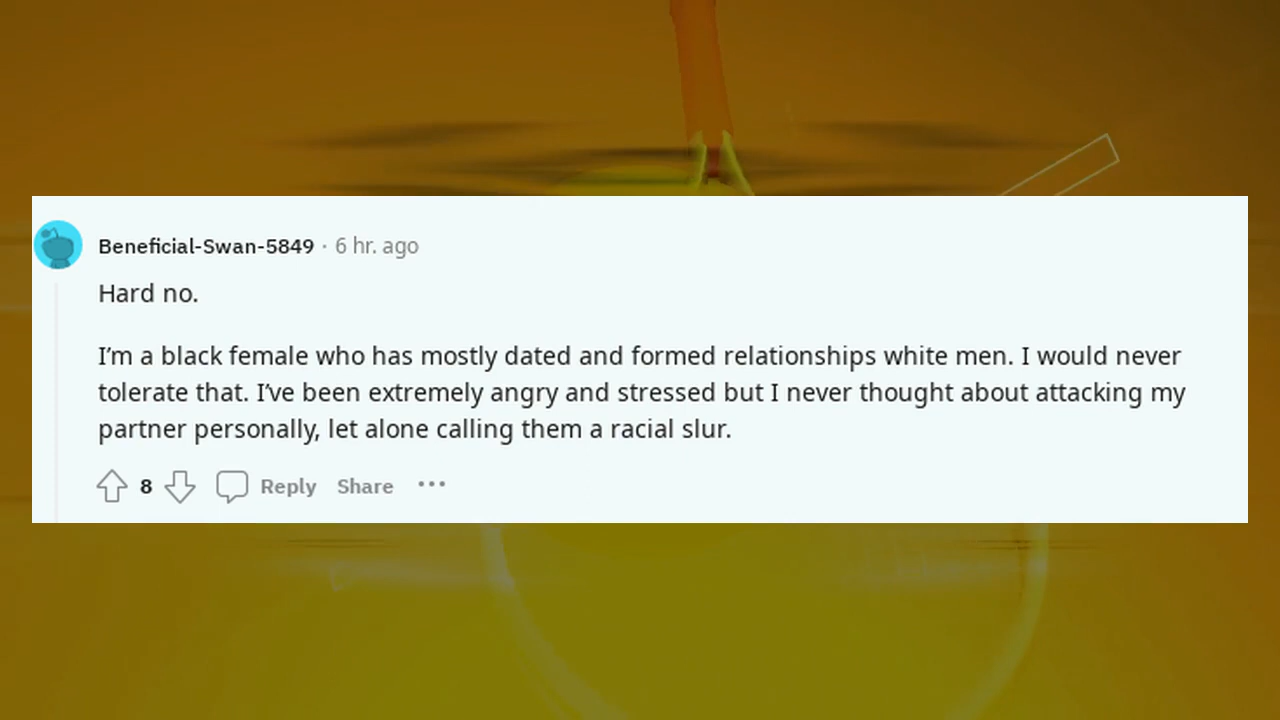 Beneficial-Swan-5849 · 6 hr. ago
Hard no.
I’m a black female who has mostly dated and formed relationships white men. I would never
tolerate that. I’ve been extremely angry and stressed but I never thought about attacking my
partner personally, let alone calling them a racial slur.
8 Reply Share ···